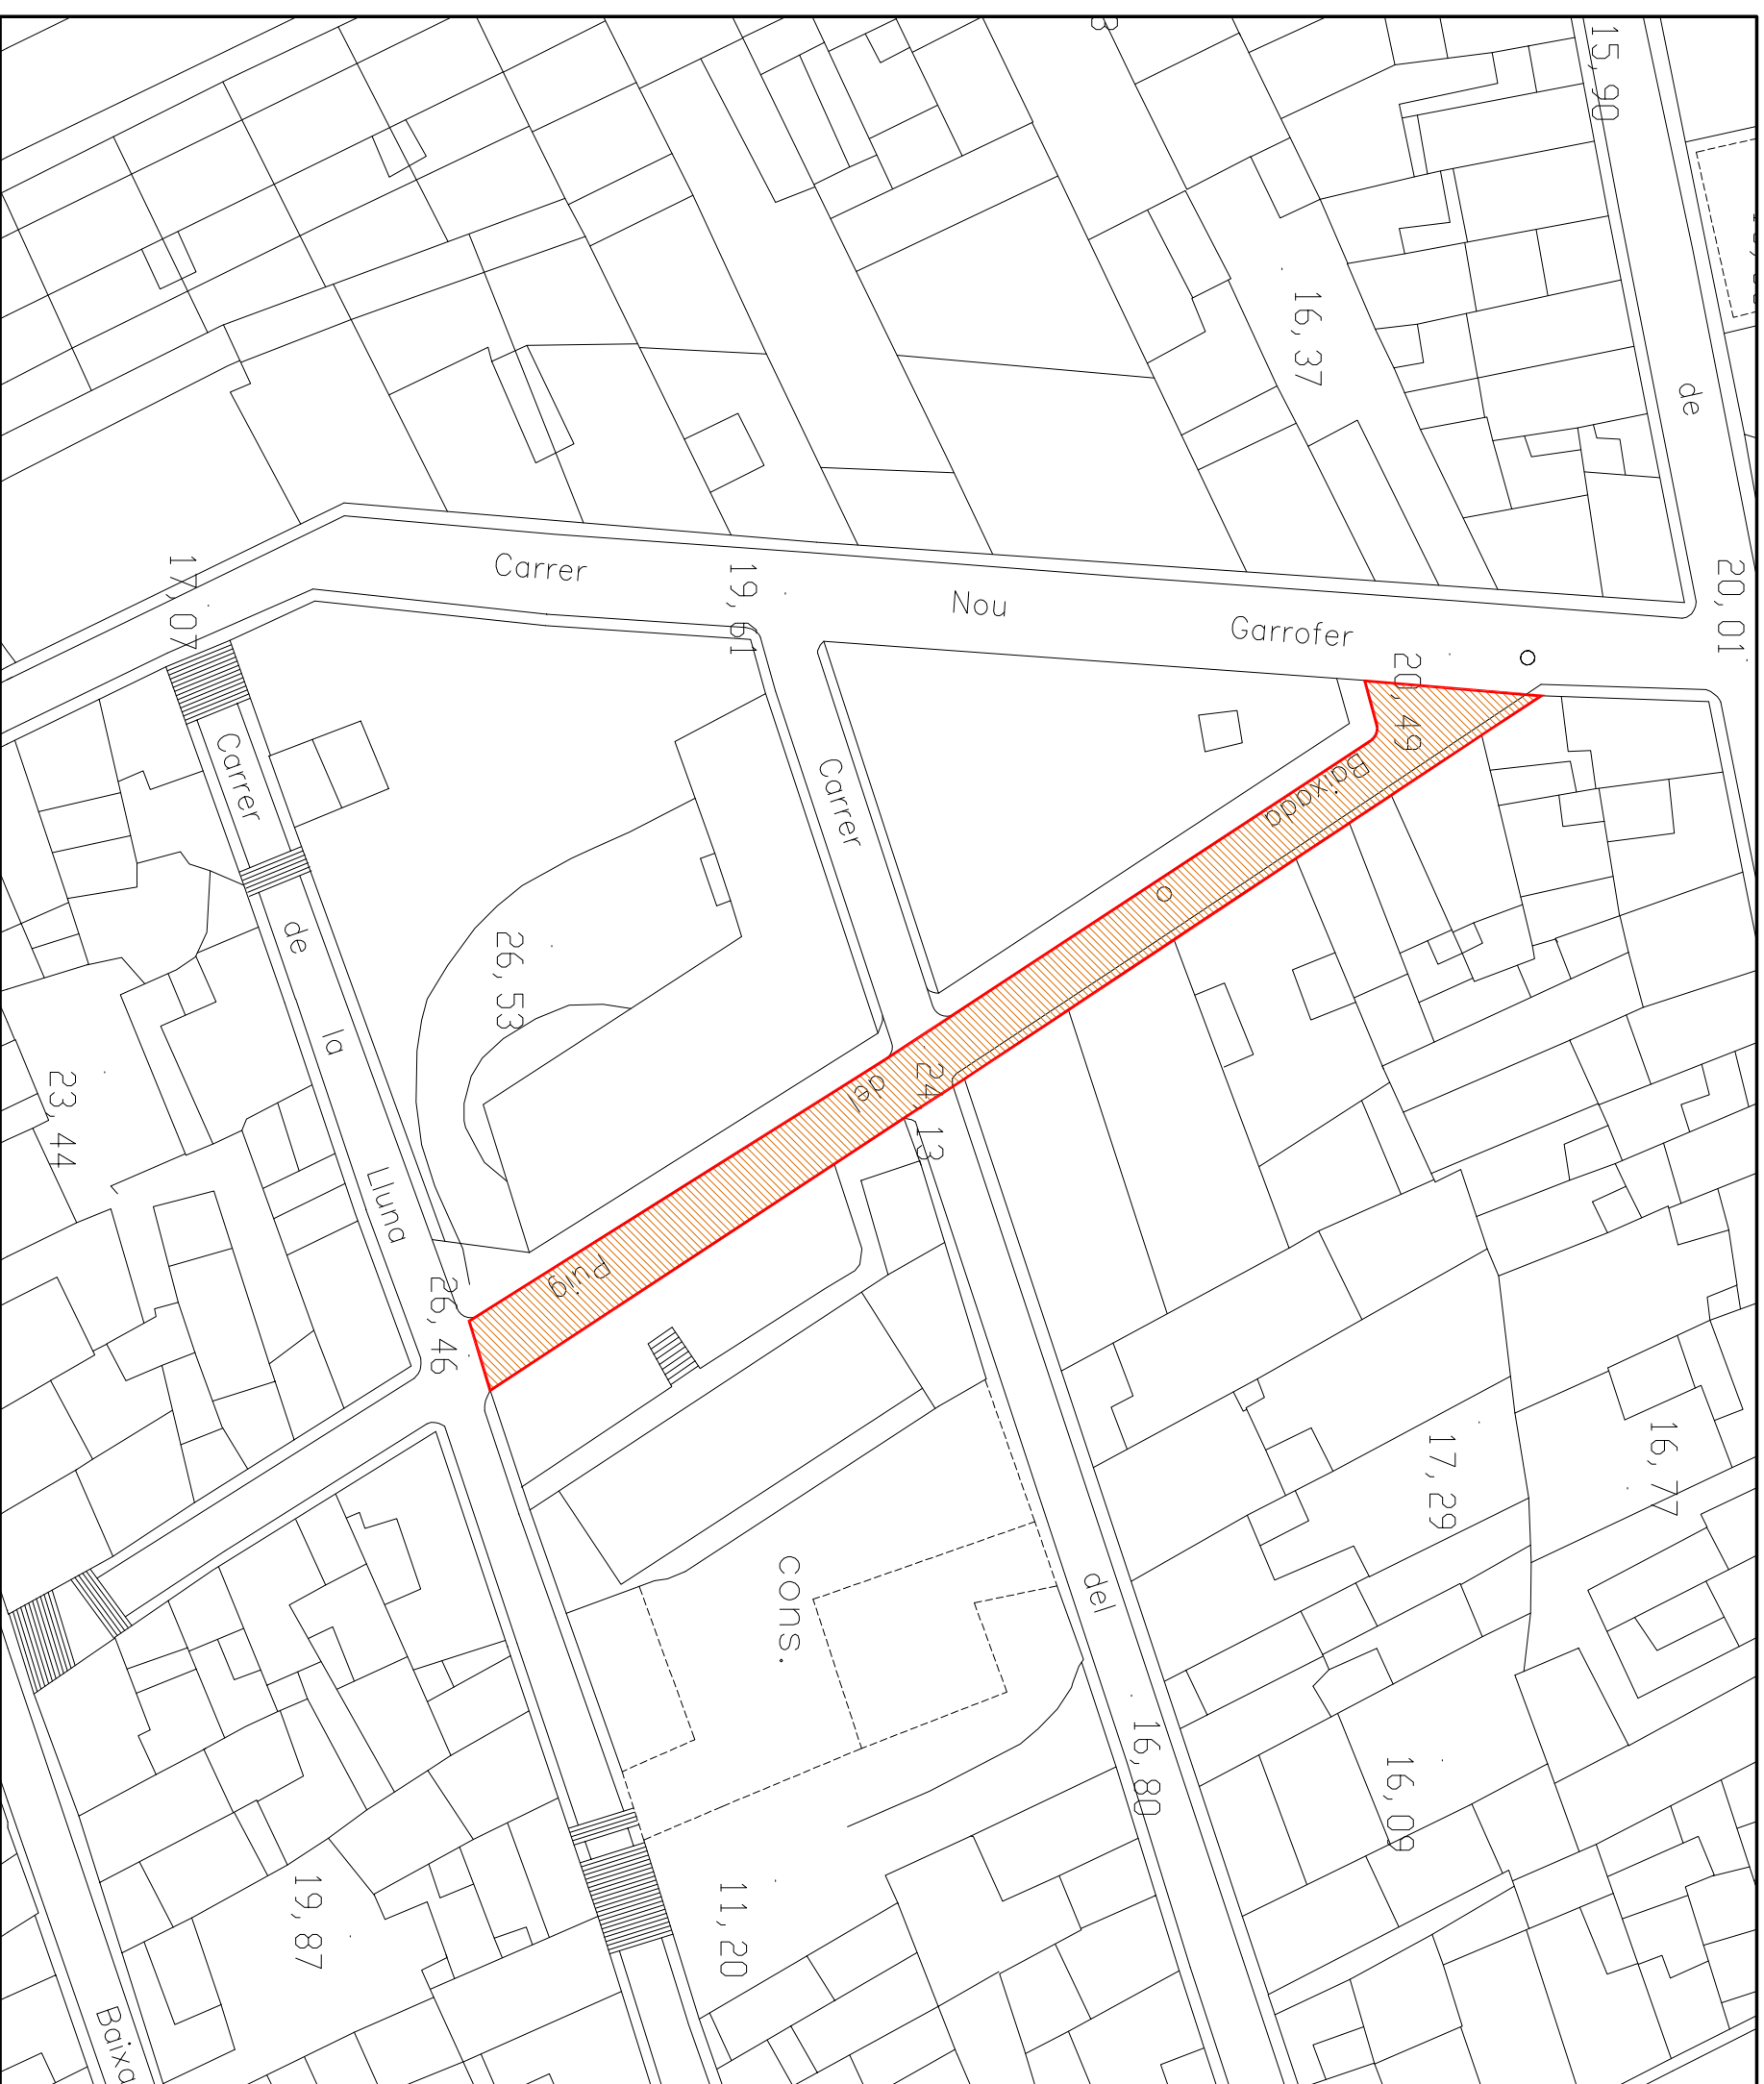 15,90
de
16,37
20,01
Carrer
19,61
Nou
Garrofer
17,07
20,49
Baixada
o
Carrer
Carrer
de
la
Lluna
26,53
del
24,13
23,44
Puig
26,46
16,77
17,29
cons.
del
16,80
16,09
19,87
11,20
Baixa